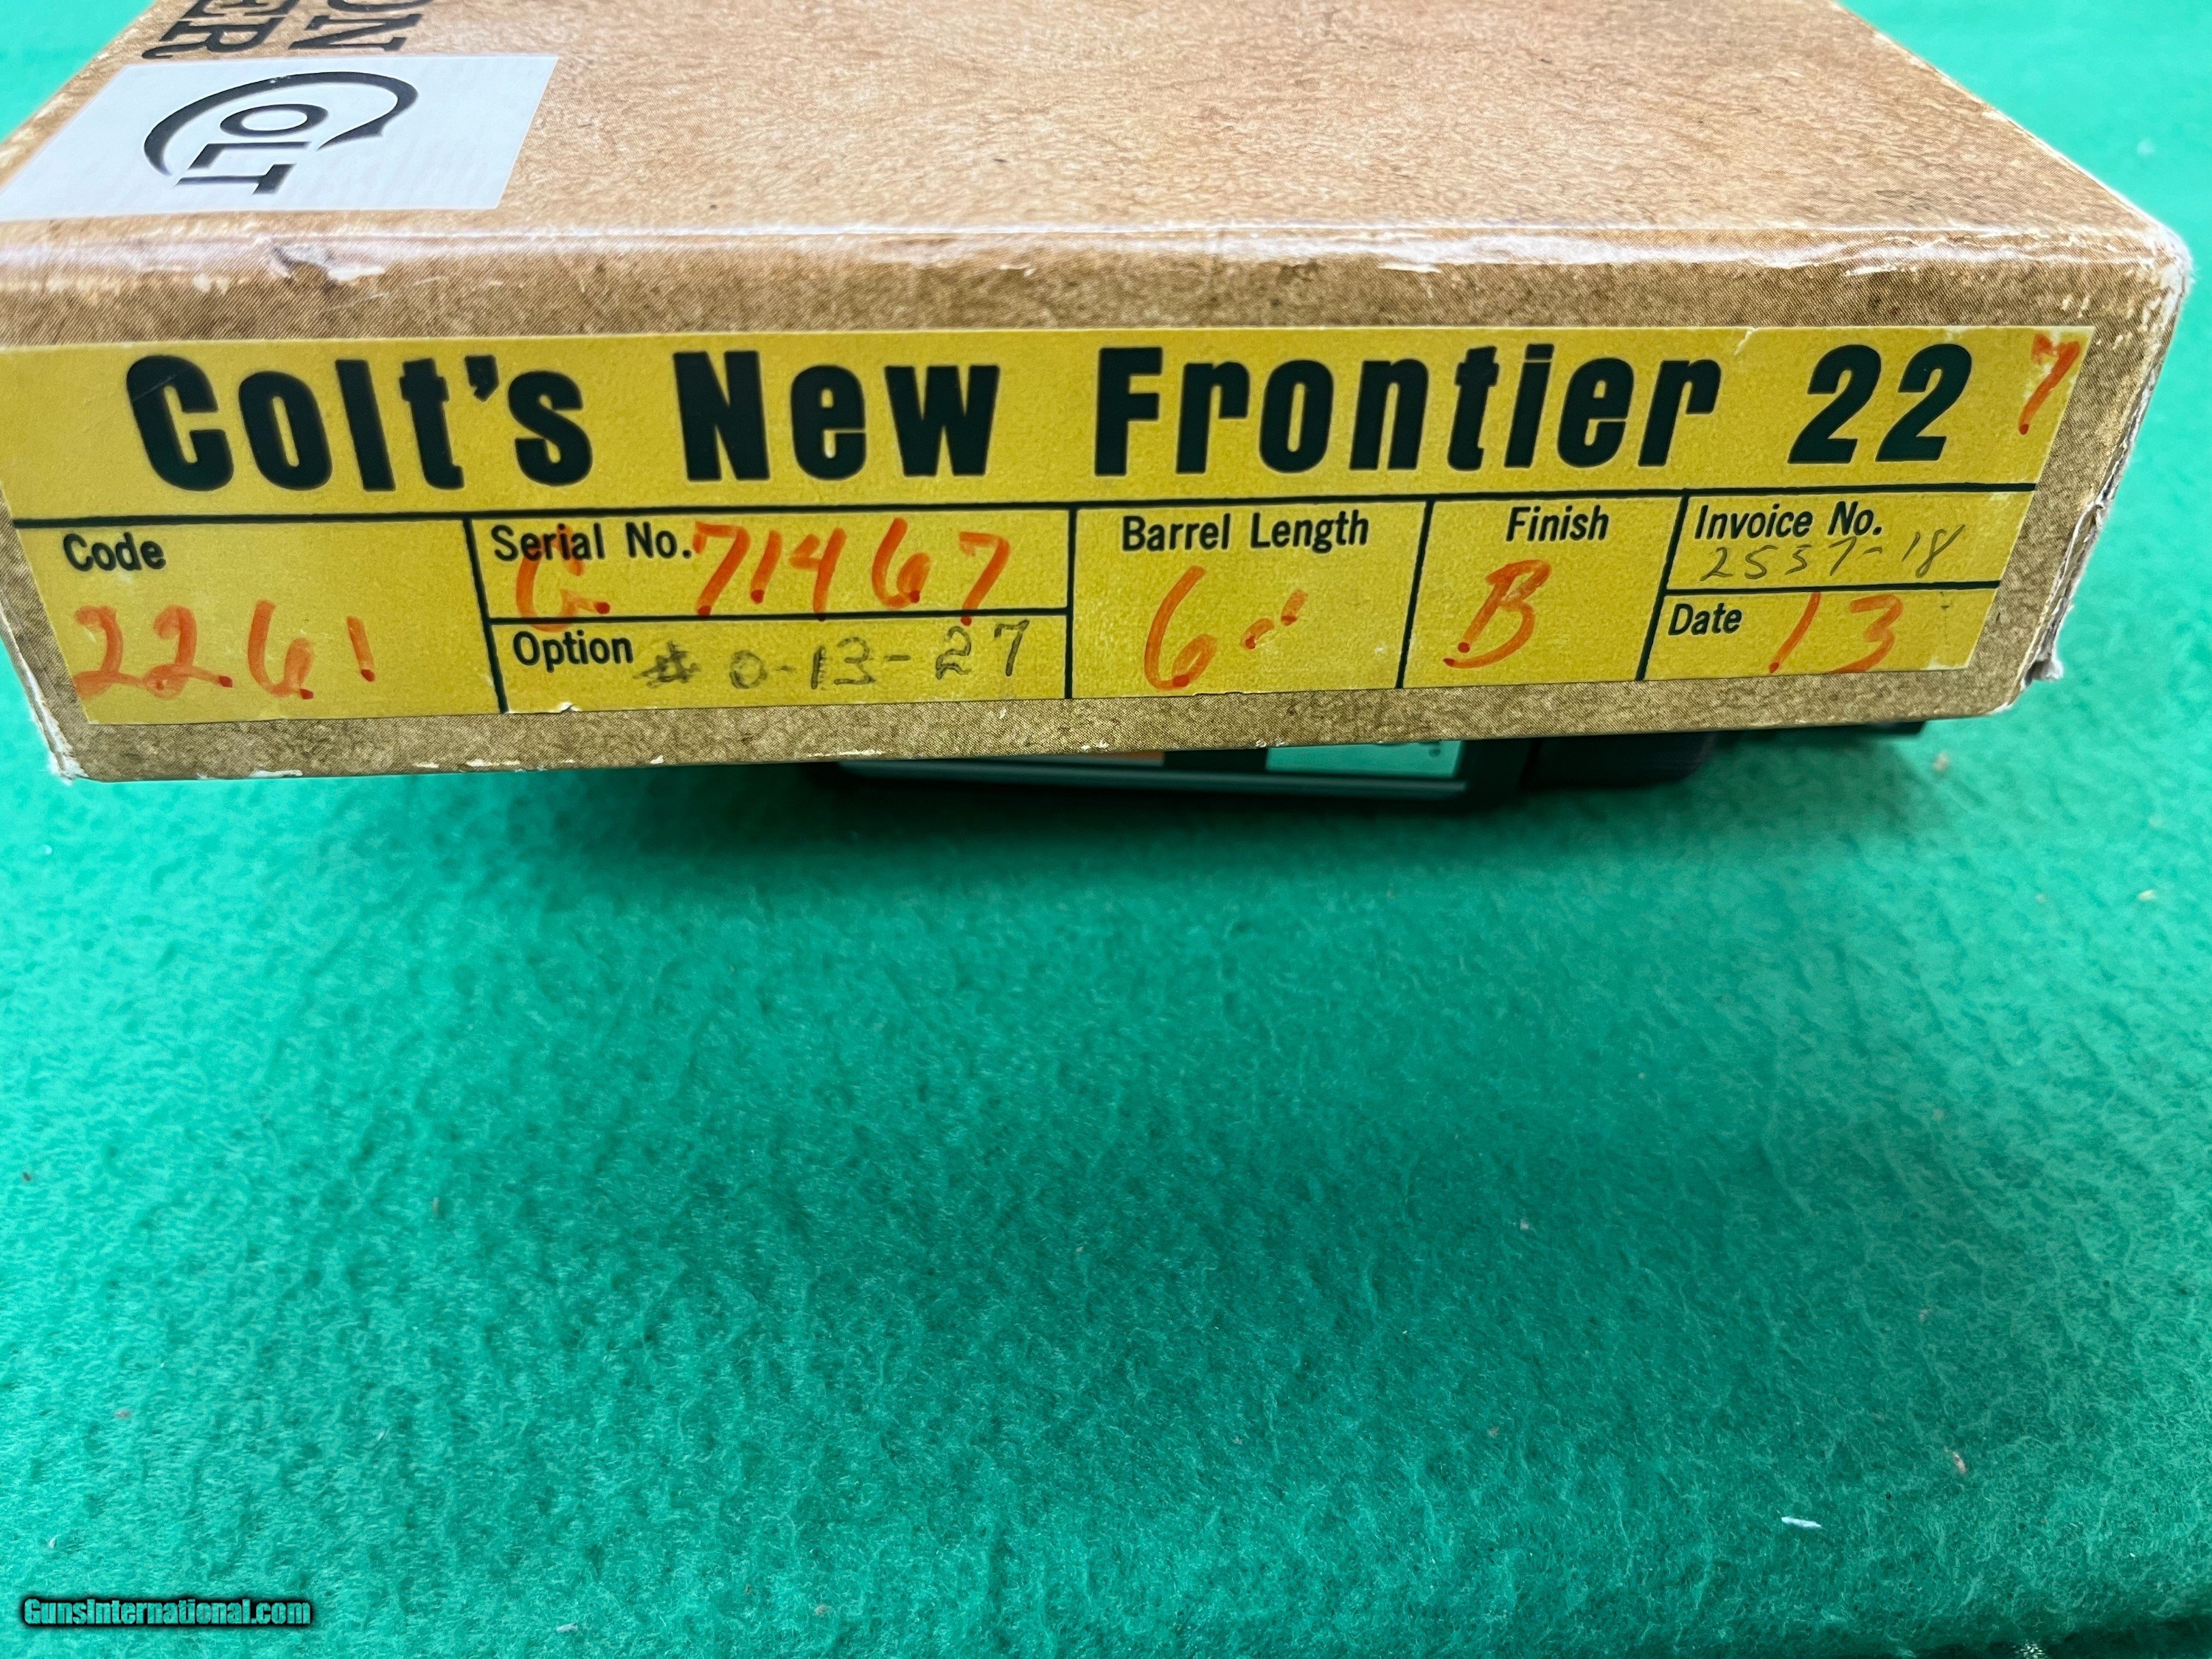 COLT
Colt's New Frontier 22 7
Code
2261
Serial No.
G 71467
Option # 0-13-27
Barrel Length
6"
Finish
B
Invoice No.
2557-18
Date 13
GunsInternational.com